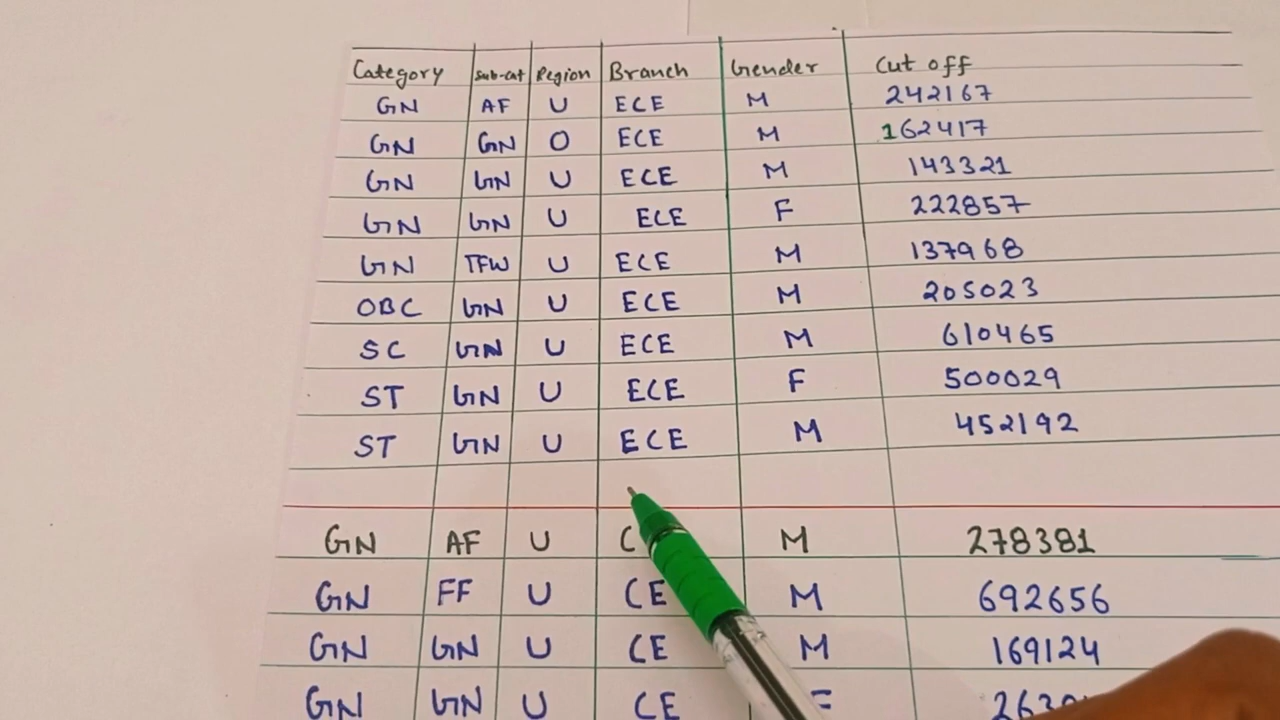 Category Sub-cat Region Branch Gender Cut off
GN AF U ECE M 242167
GN GN O ECE M 162417
GN GN U ECE M 143321
GN GN U ECE F 222857
GN TFW U ECE M 137968
OBC GN U ECE M 205023
SC GN U ECE M 610465
ST GN U ECE F 500029
ST GN U ECE M 452192
GN AF U M 278381
GN FF U CE M 692656
GN GN U CE M 169124
GN GN U CE